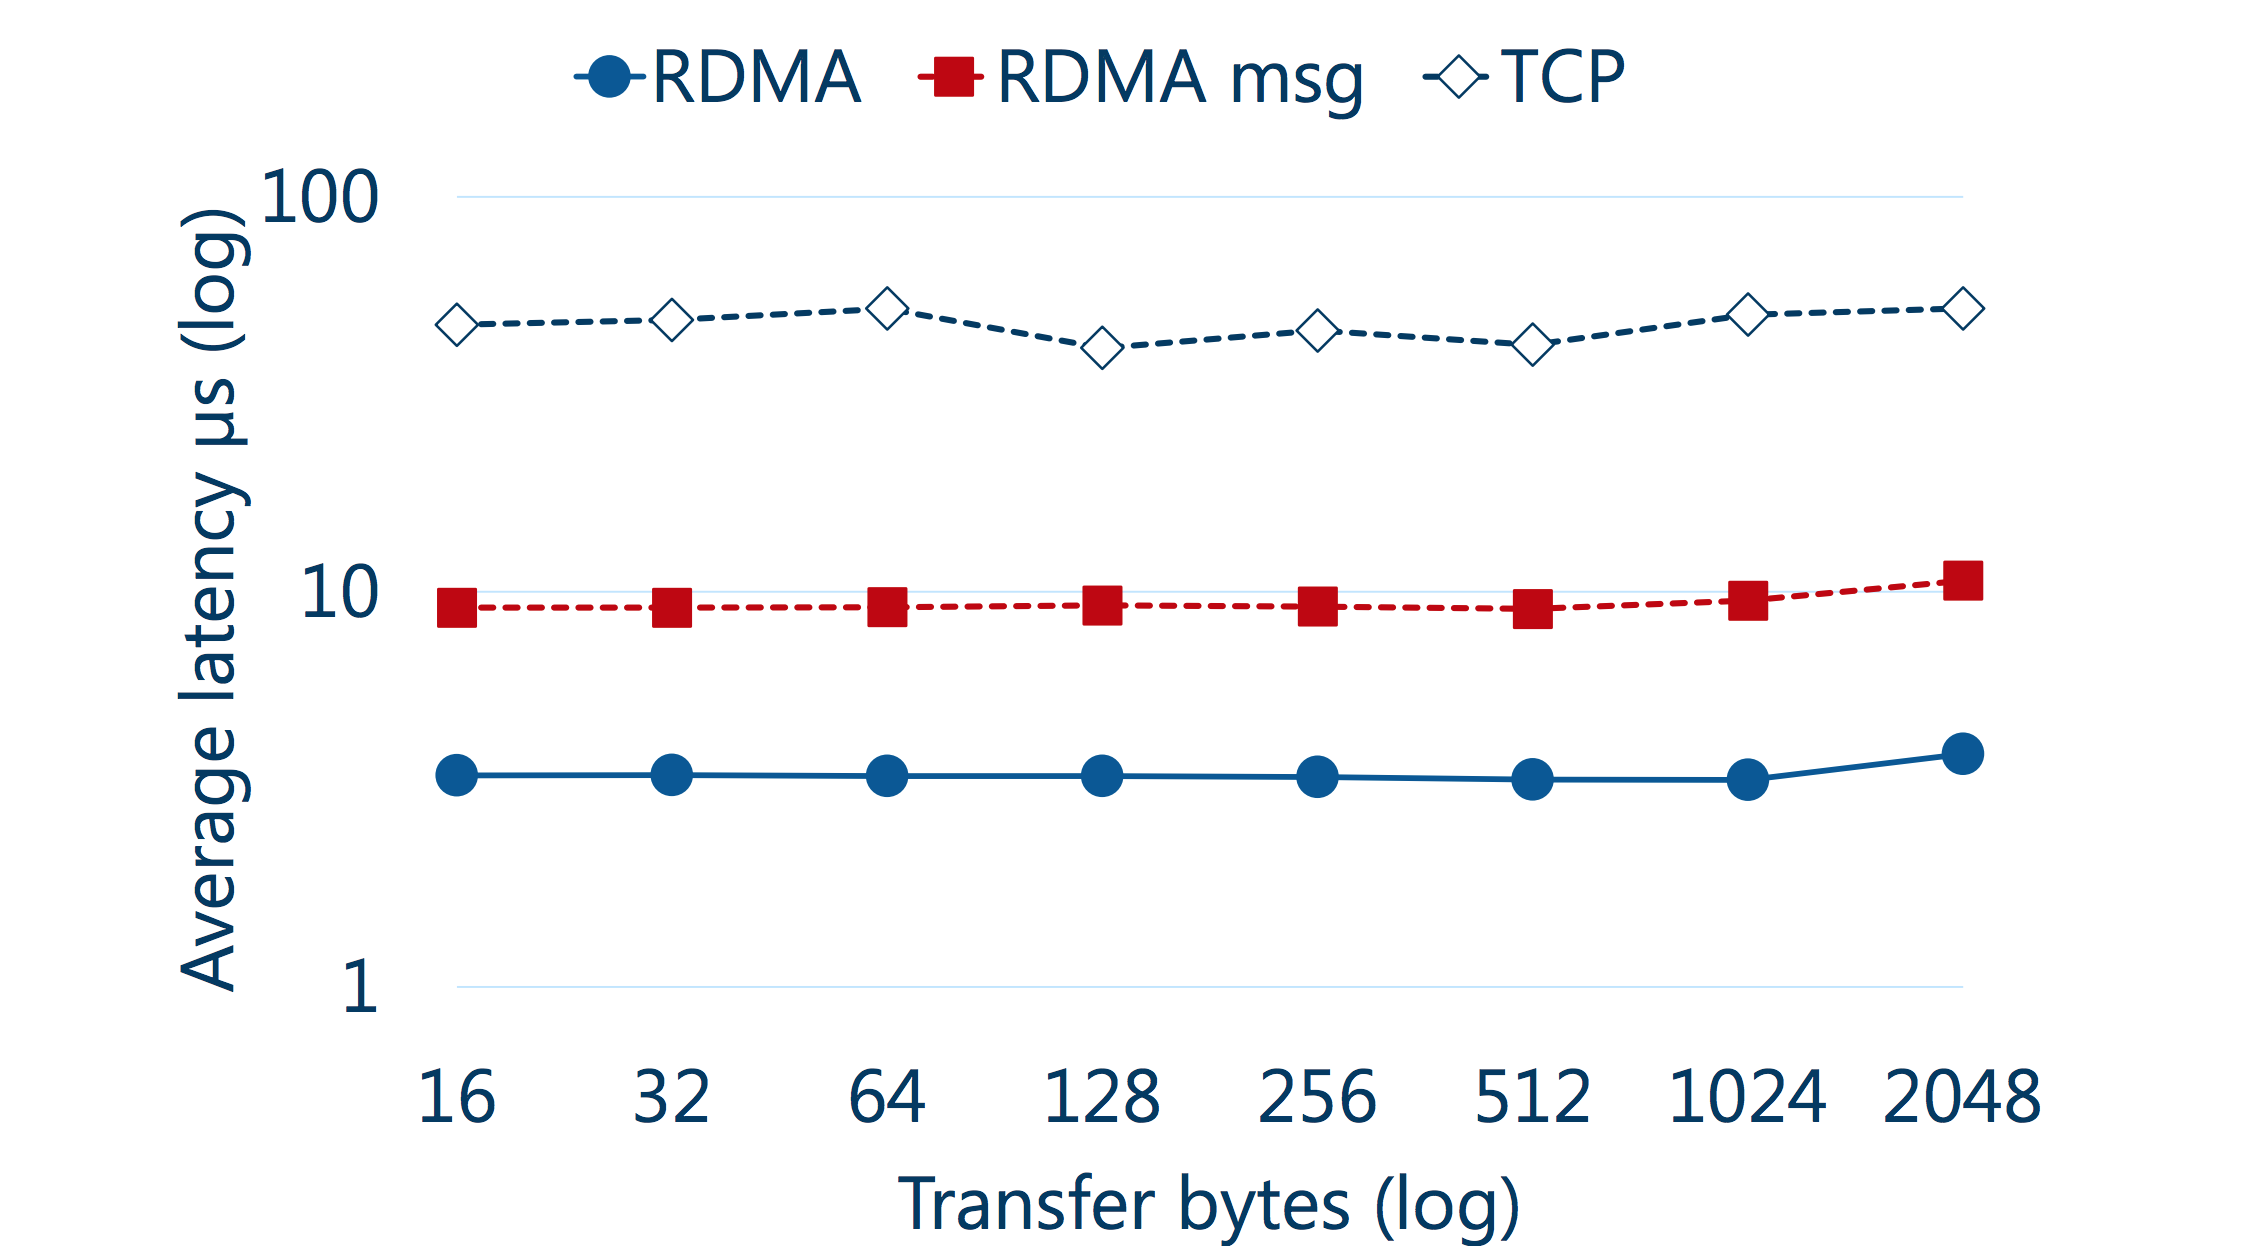 RDMA RDMA msg TCP
Average latency µs (log)
100
10
1
16 32 64 128 256 512 1024 2048
Transfer bytes (log)